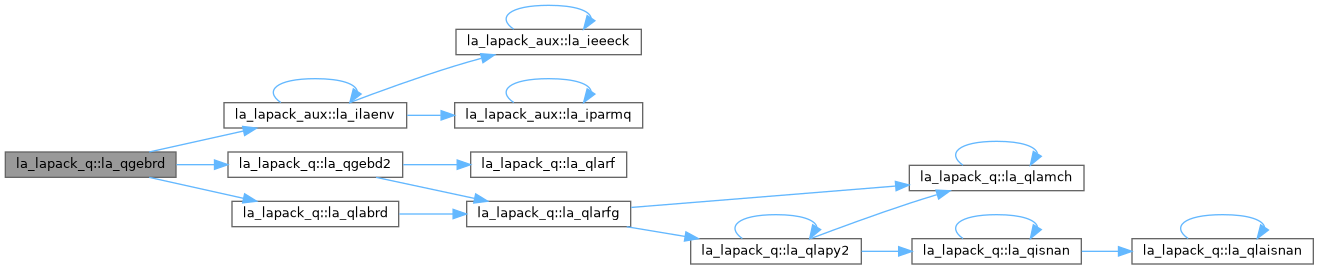 la_lapack_aux::la_ieeeck
la_lapack_aux::la_ilaenv
la_lapack_aux::la_iparmq
la_lapack_q::la_qgebrd
la_lapack_q::la_qgebd2
la_lapack_q::la_qlarf
la_lapack_q::la_qlamch
la_lapack_q::la_qlabrd
la_lapack_q::la_qlarfg
la_lapack_q::la_qlapy2
la_lapack_q::la_qisnan
la_lapack_q::la_qlaisnan